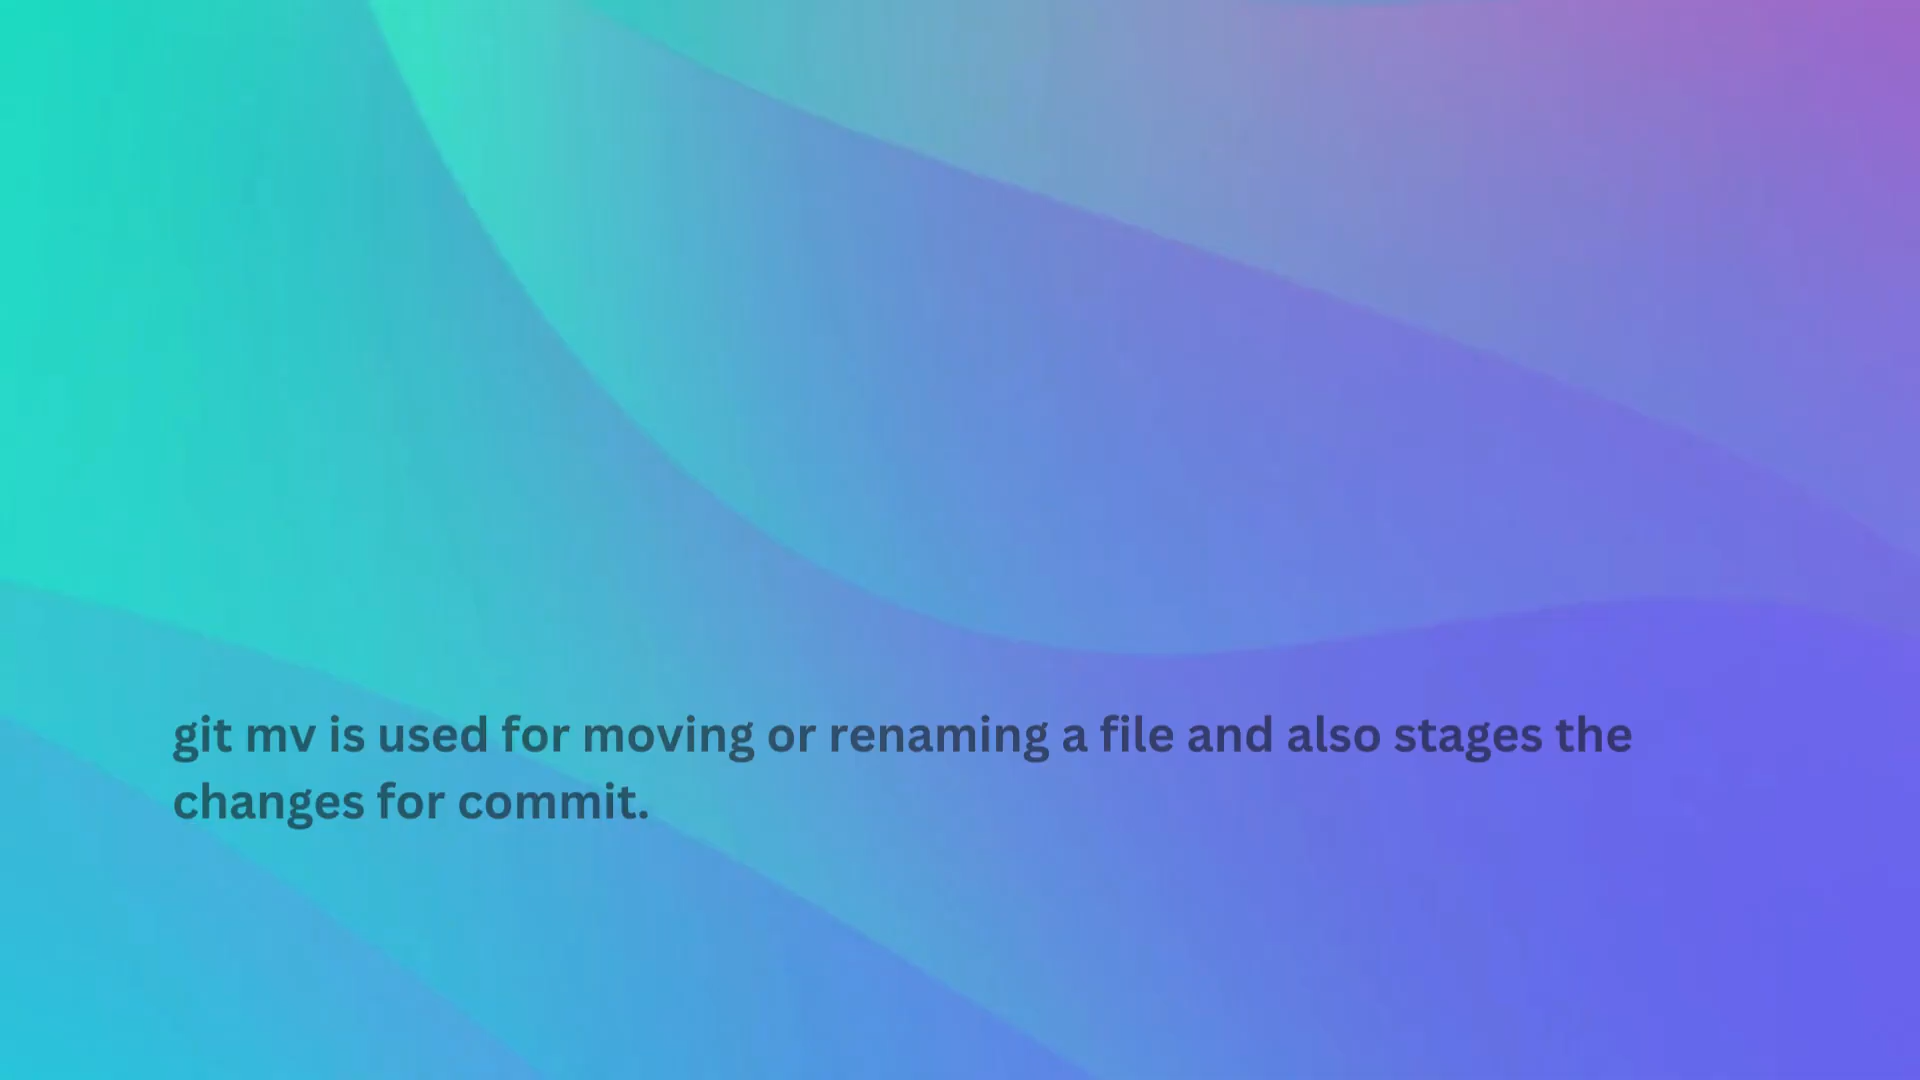 git mv is used for moving or renaming a file and also stages the
changes for commit.